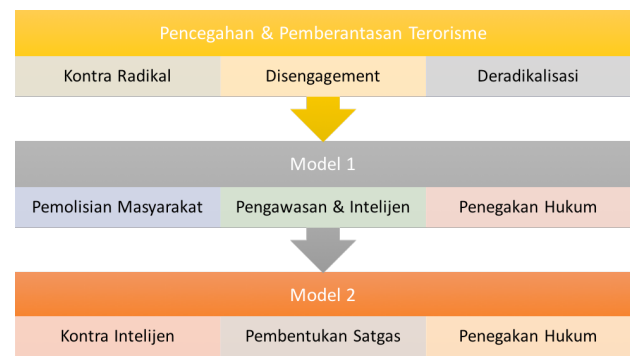 Pencegahan & Pemberantasan Terorisme
Kontra Radikal
Disengagement
Deradikalisasi
Model 1
Pemolisian Masyarakat
Pengawasan & Intelijen
Penegakan Hukum
Model 2
Kontra Intelijen
Pembentukan Satgas
Penegakan Hukum